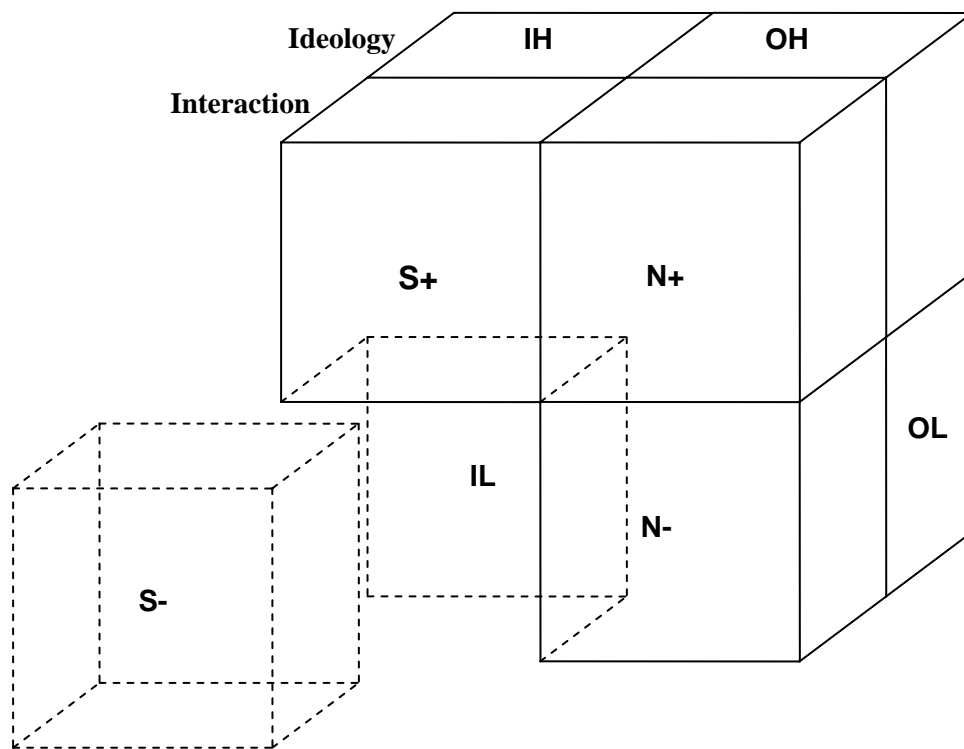 Ideology
IH
OH
Interaction
S+
N+
OL
IL
N-
S-